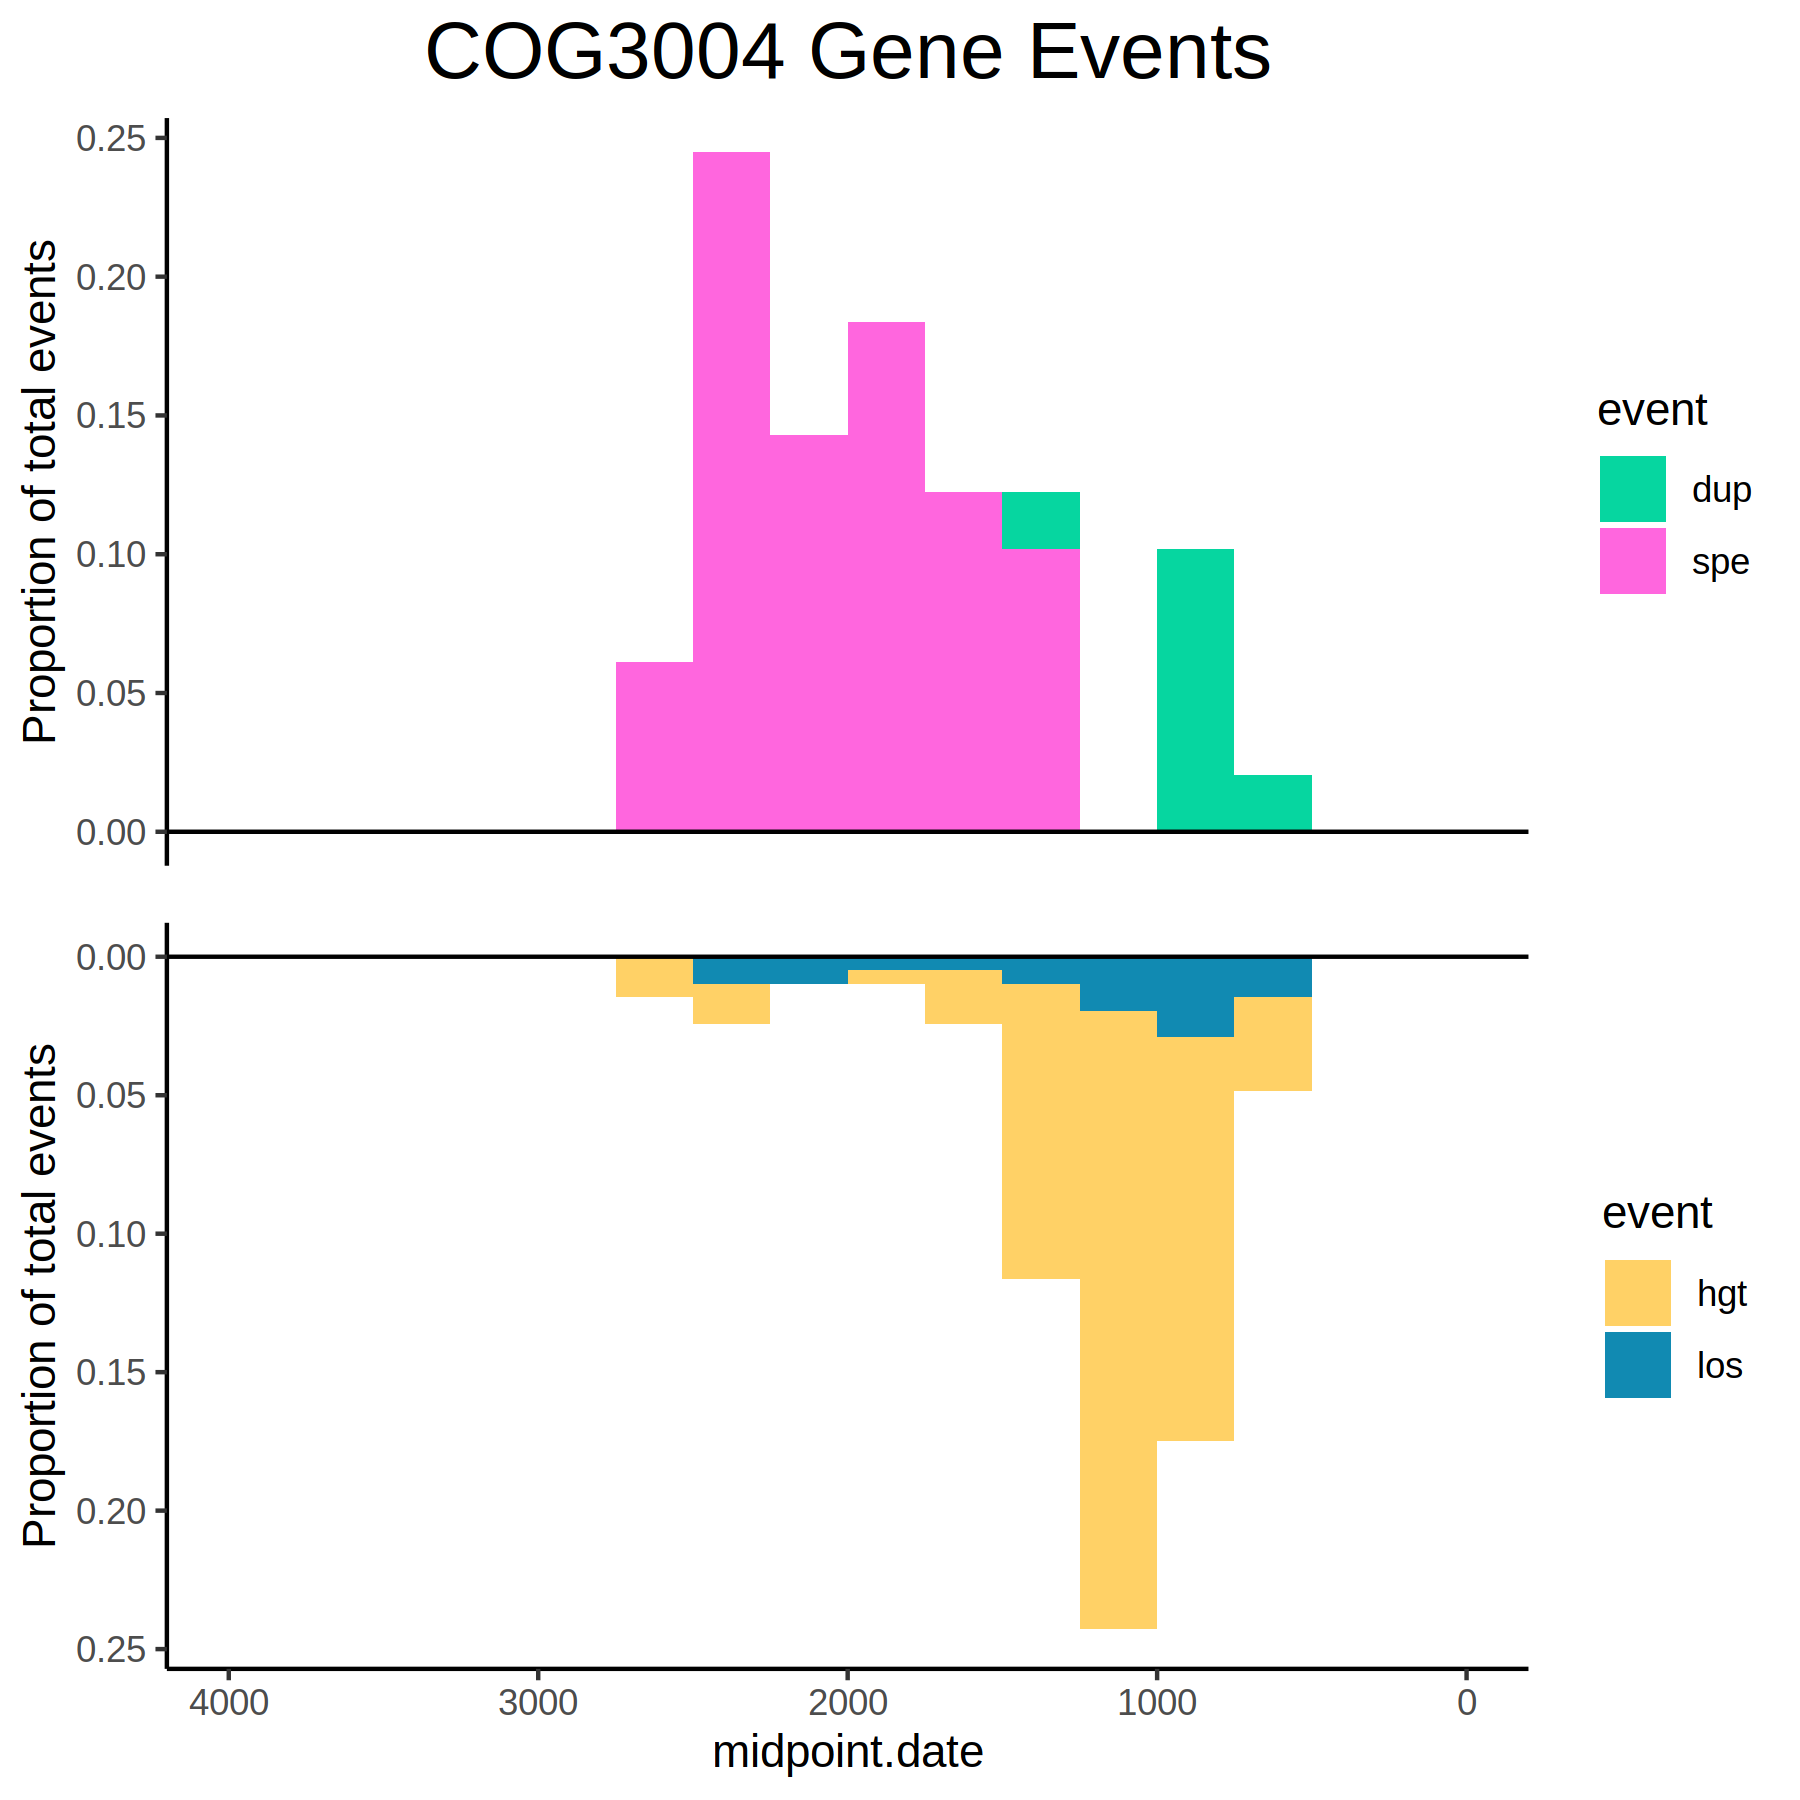 COG3004 Gene Events
Proportion of total events
0.25
0.20
0.15
0.10
0.05
0.00
event
dup
spe
Proportion of total events
0.00
0.05
0.10
0.15
0.20
0.25
event
hgt
los
4000 3000 2000 1000 0
midpoint.date